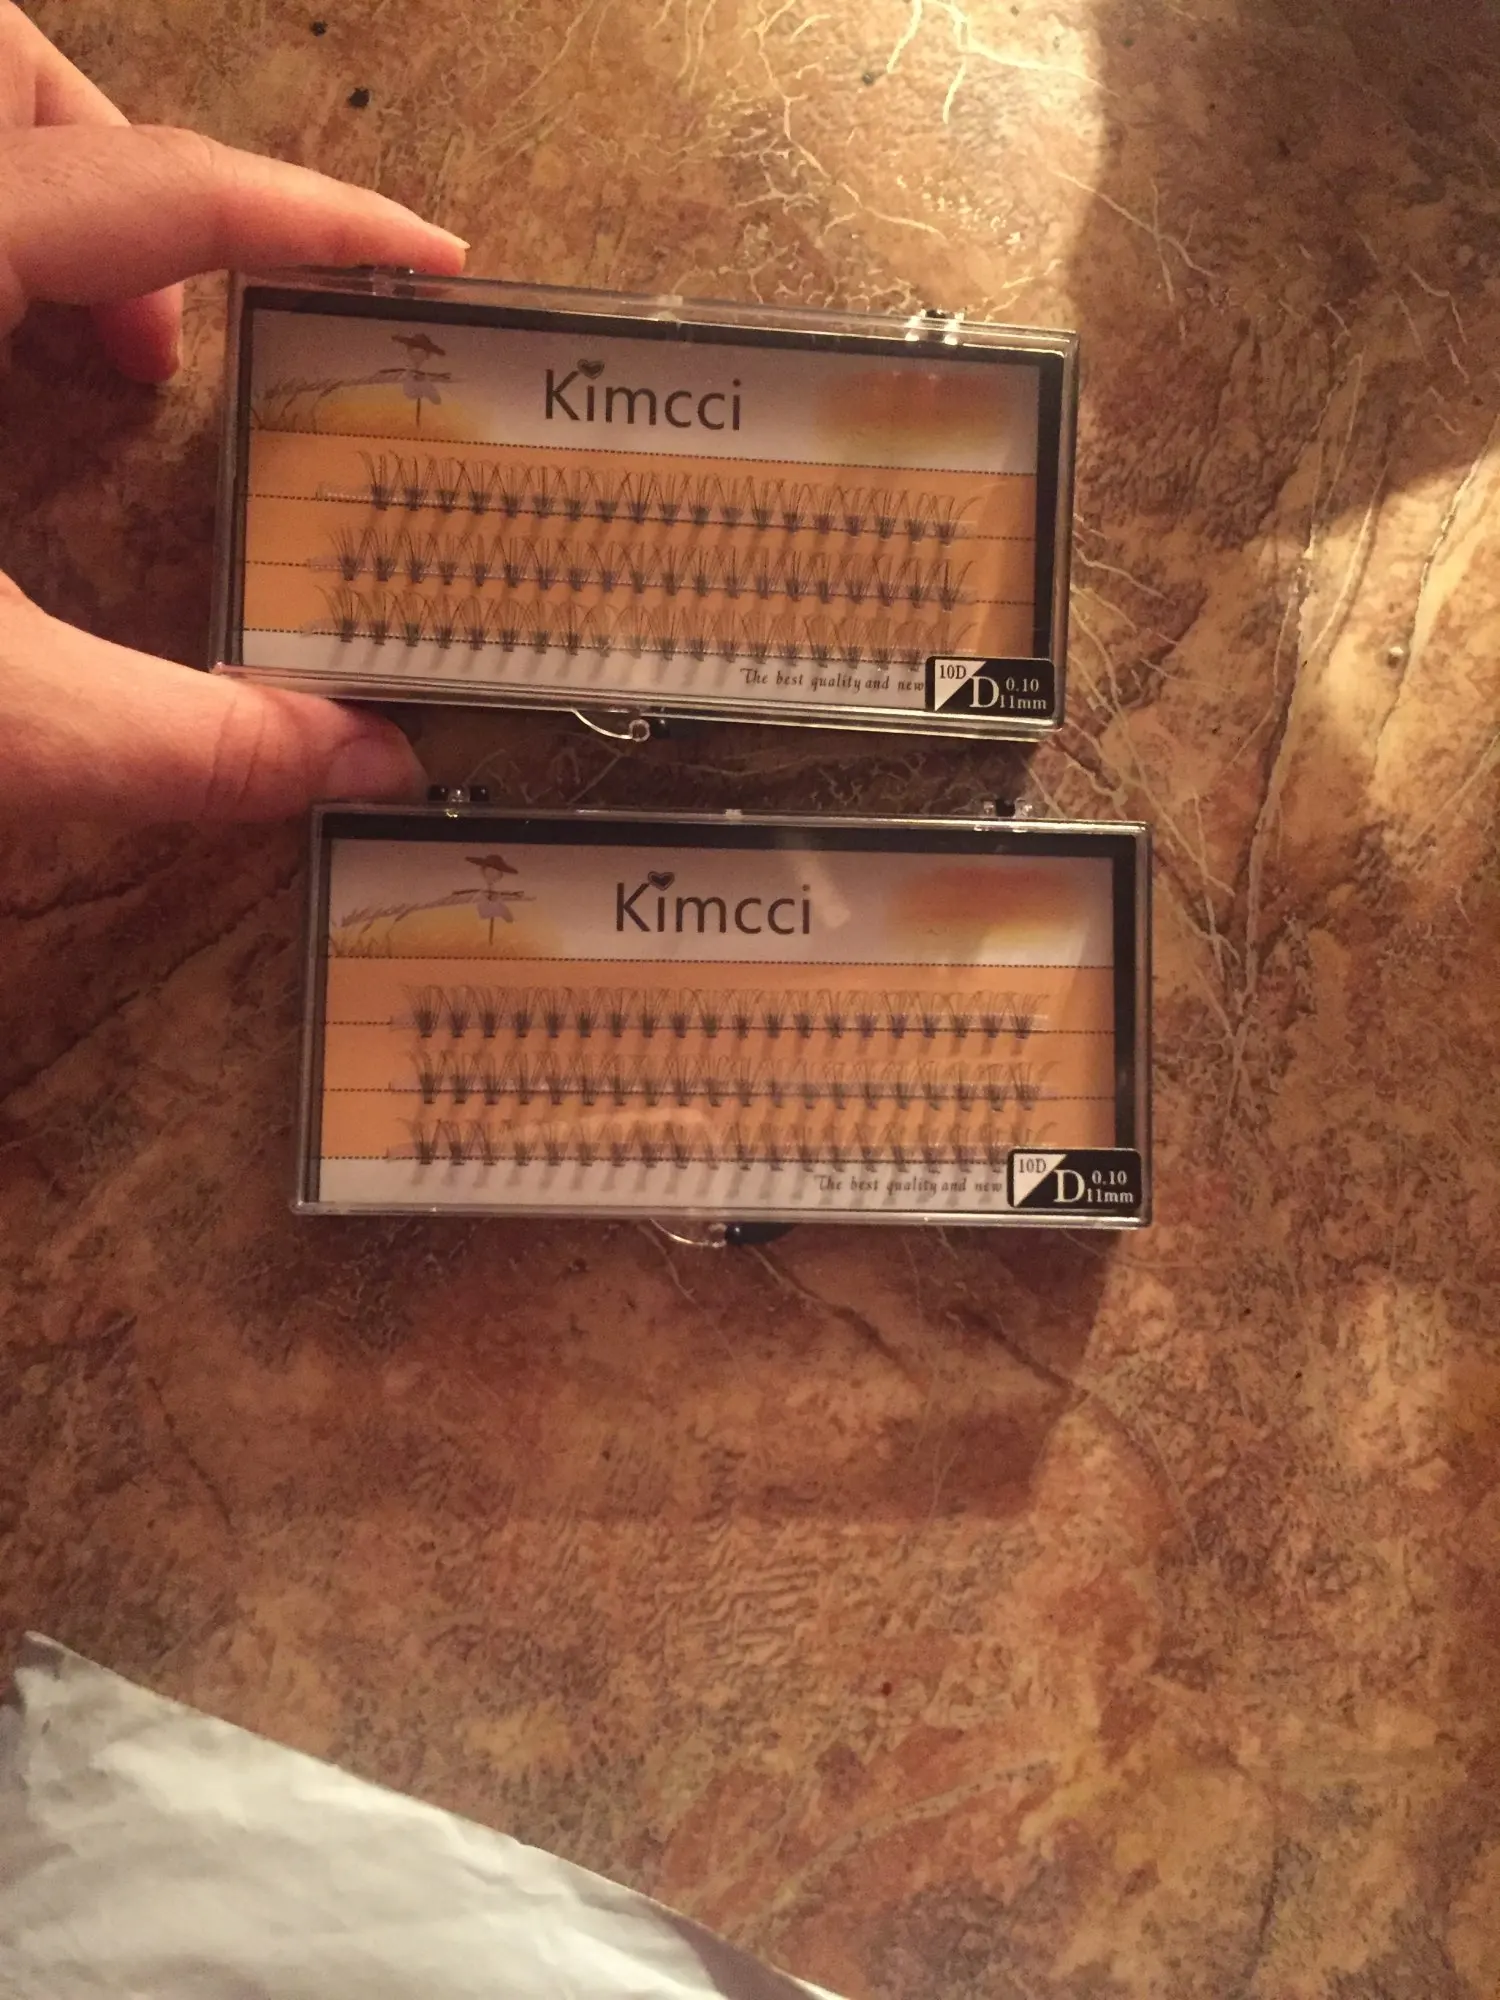 Kimcci
The best quality and new
10D
D 0.10
11mm
Kimcci
The best quality and new
10D
D 0.10
11mm